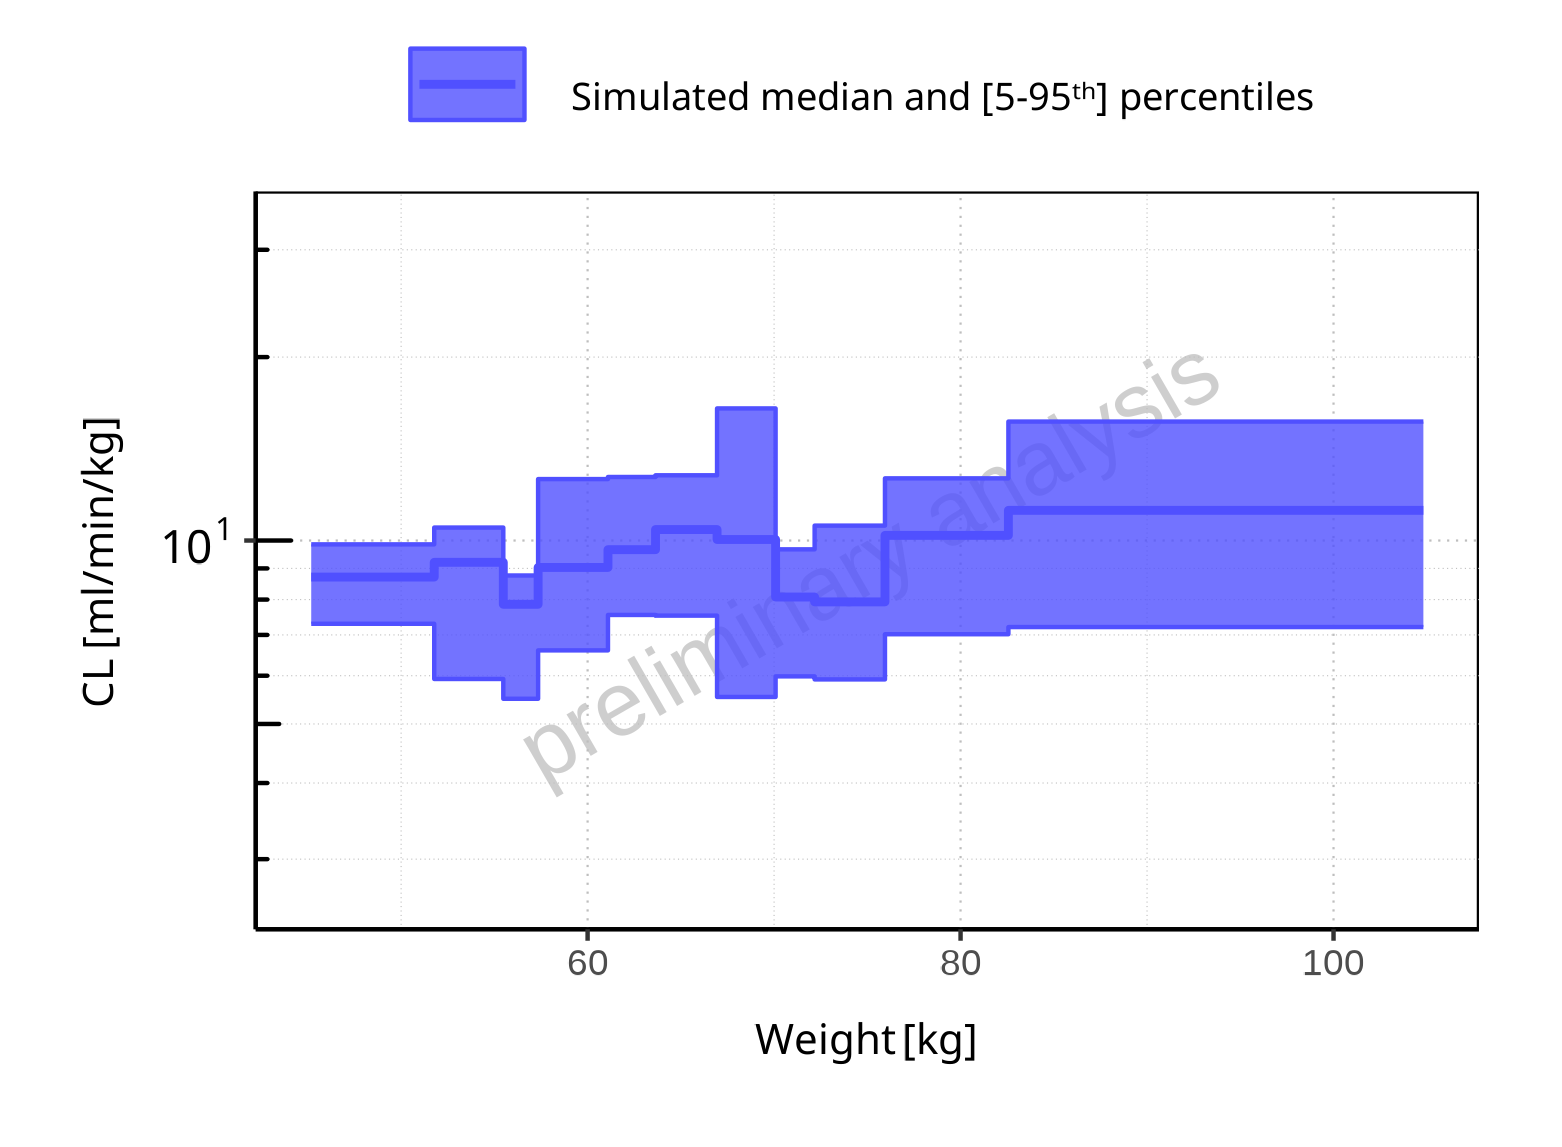 Simulated median and [5-95ᵗʰ] percentiles
CL [ml/min/kg]
10¹
preliminary analysis
60 80 100
Weight [kg]